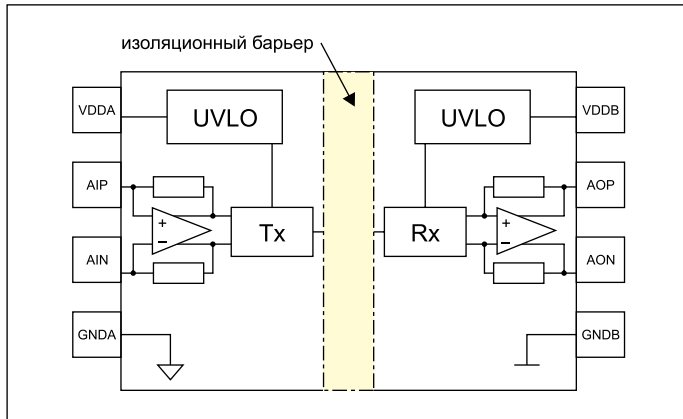 изоляционный барьер
VDDA
UVLO
UVLO
VDDB
AIP
AOP
+
−
Tx
Rx
+
−
AIN
AON
GNDA
GNDB